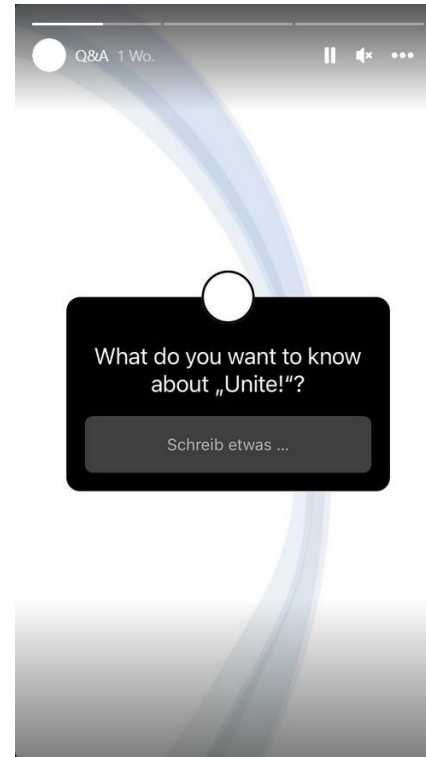 Q&A 1 Wo.
What do you want to know
about „Unite!“?
Schreib etwas ...